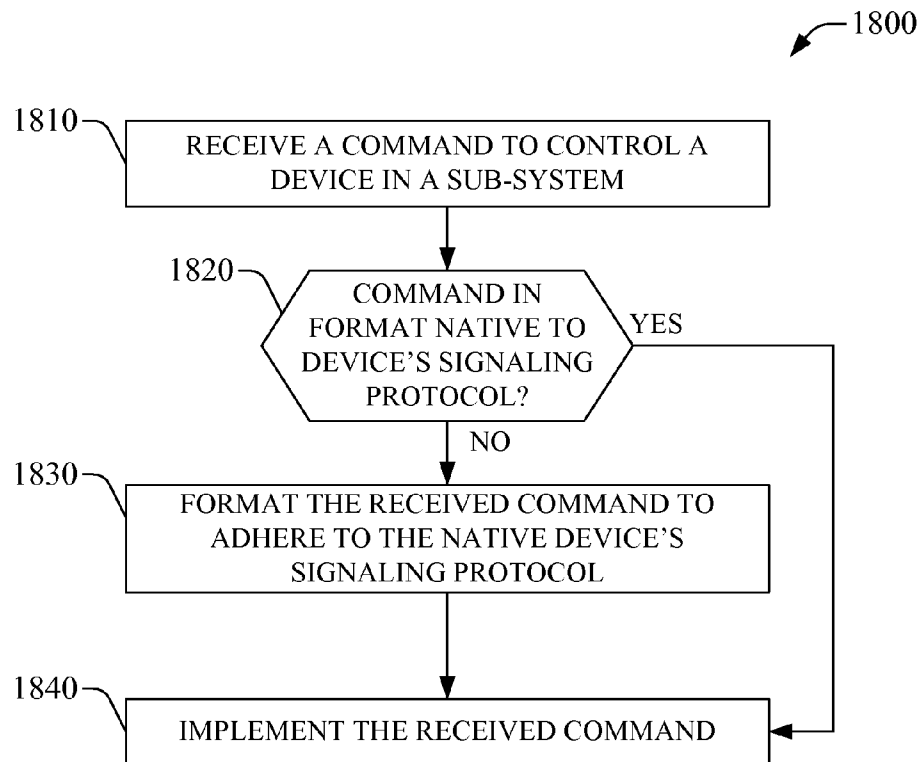 1800
1810
RECEIVE A COMMAND TO CONTROL A
DEVICE IN A SUB-SYSTEM
1820
COMMAND IN
FORMAT NATIVE TO
DEVICE'S SIGNALING
PROTOCOL?
YES
NO
1830
FORMAT THE RECEIVED COMMAND TO
ADHERE TO THE NATIVE DEVICE'S
SIGNALING PROTOCOL
1840
IMPLEMENT THE RECEIVED COMMAND